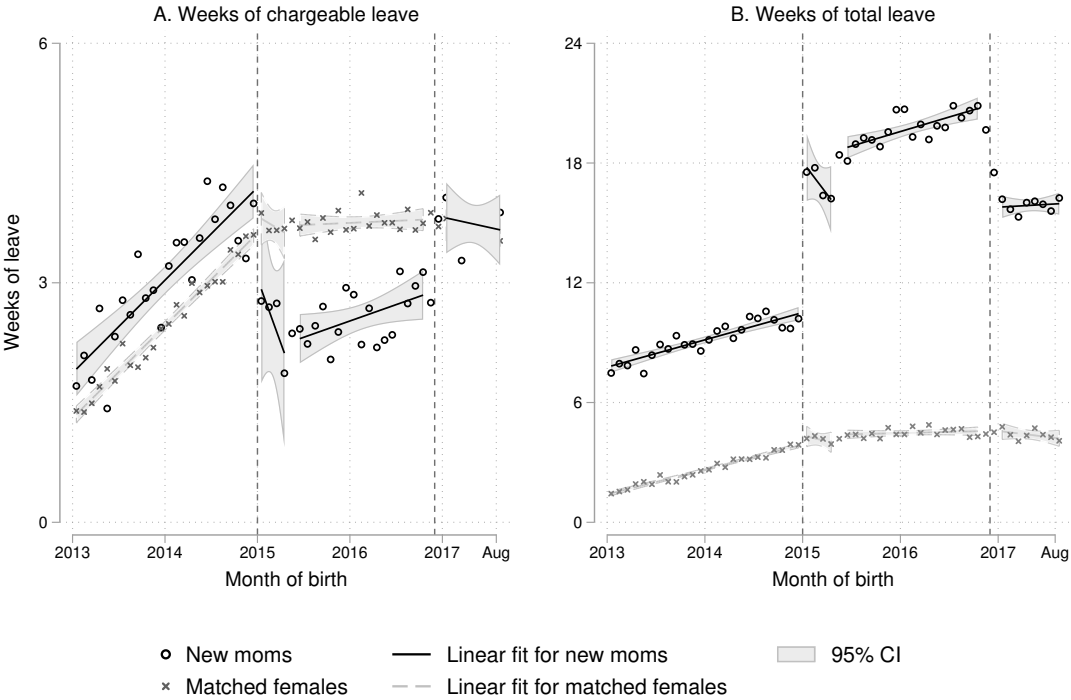 A. Weeks of chargeable leave
B. Weeks of total leave
Weeks of leave
6
3
0
2013 2014 2015 2016 2017 Aug
Month of birth
24
18
12
6
0
2013 2014 2015 2016 2017 Aug
Month of birth
New moms
Linear fit for new moms
95% CI
Matched females
Linear fit for matched females